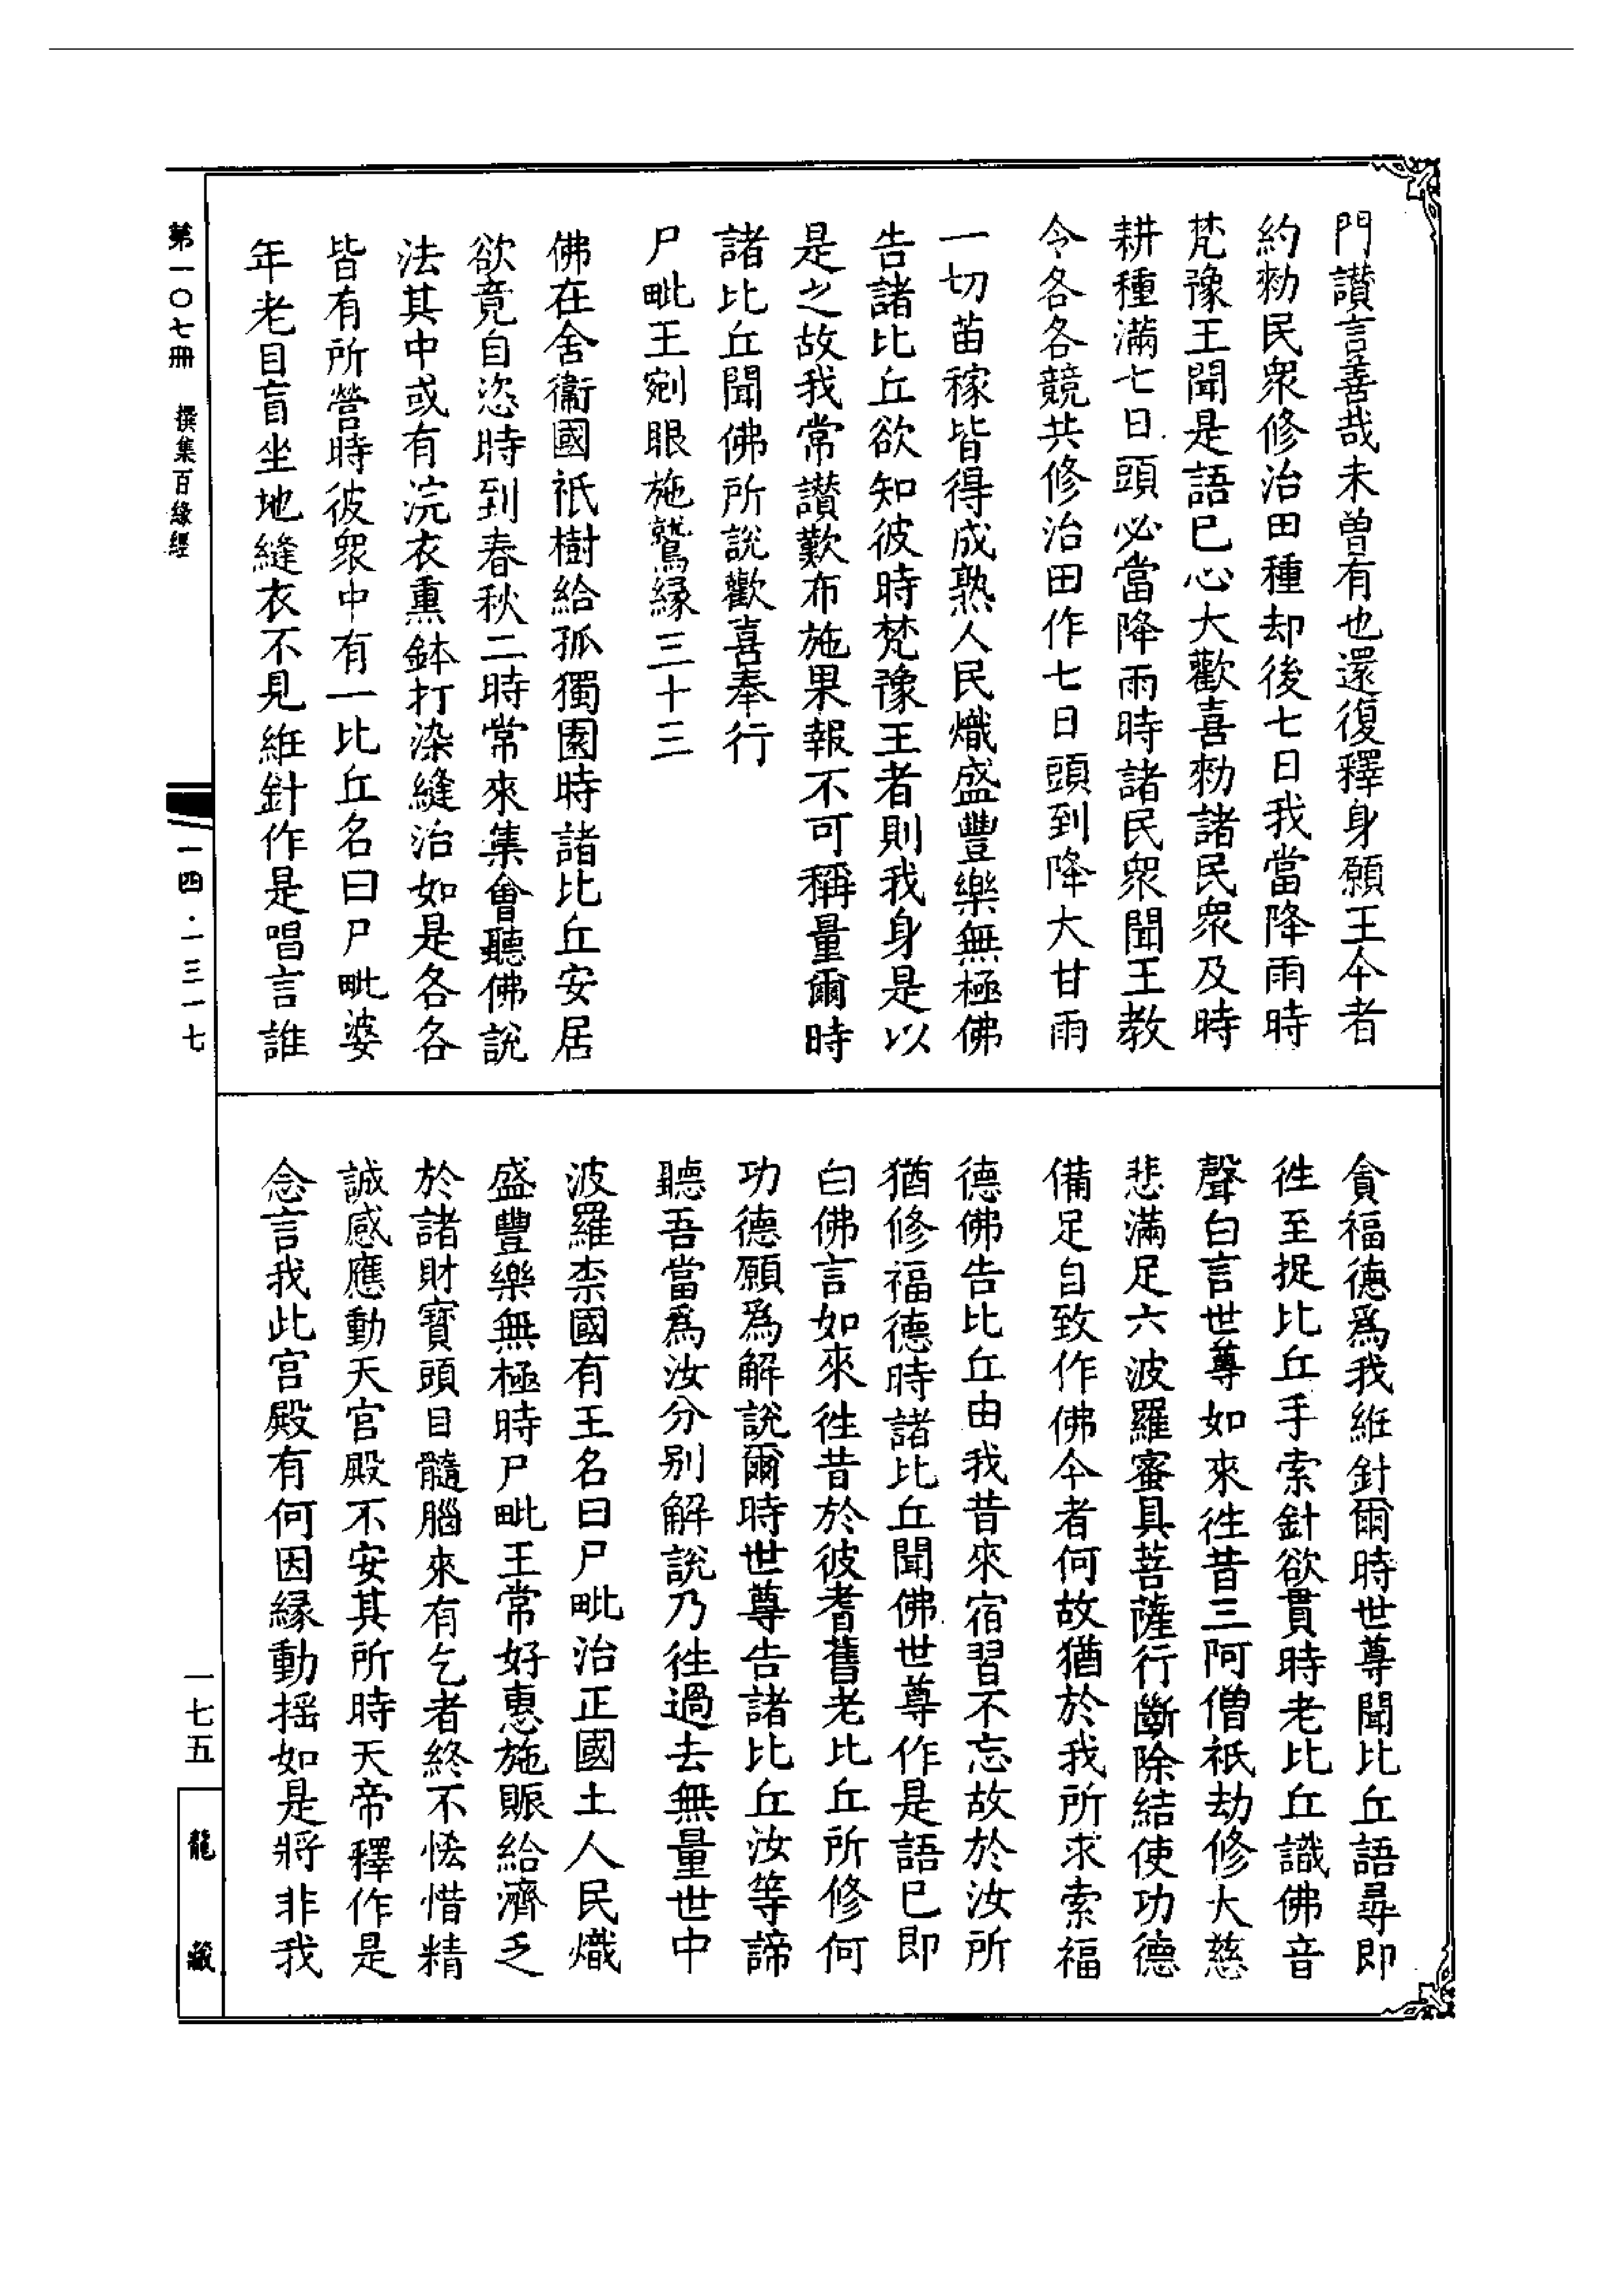 門讃言善哉未曽有也還復釋身願王今者
約勑民衆修治田種却後七日我當降雨時
梵豫王聞是語已心大歡喜勑諸民衆及時
耕種滿七日頭必當降雨時諸民衆聞王教
令各各競共修治田作七日頭到降大甘雨
一切苗稼皆得成熟人民熾盛豐樂無極佛
告諸比丘欲知彼時梵豫王者則我身是以
是之故我常讃歎布施果報不可稱量爾時
諸比丘聞佛所說歡喜奉行
尸毗王剜眼施鷲緣三十三
佛在舍衞國祇樹給孤獨園時諸比丘安居
欲竟自恣時到春秋二時常來集會聽佛說
法其中或有浣衣熏鉢打染縫治如是各各
皆有所營時彼衆中有一比丘名曰尸毗婆
年老目盲坐地縫衣不見維針作是唱言誰
貪福德爲我維針爾時世尊聞比丘語尋即
徃至捉比丘手索針欲貫時老比丘識佛音
聲白言世尊如來徃昔三阿僧祇劫修大慈
悲滿足六波羅蜜具菩薩行斷除結使功德
備足自致作佛今者何故猶於我所求索福
德佛告比丘由我昔來宿習不忘故於汝所
猶修福德時諸比丘聞佛世尊作是語已即
白佛言如來徃昔於彼耆舊老比丘所修何
功德願爲解說爾時世尊告諸比丘汝等諦
聽吾當爲汝分别解說乃徃過去無量世中
波羅柰國有王名曰尸毗治正國土人民熾
盛豐樂無極時尸毗王常好惠施賑給濟乏
於諸財寳頭目髓腦來有乞者終不悋惜精
誠感應動天宮殿不安其所時天帝釋作是
念言我此宮殿有何因緣動搖如是將非我
第一〇七冊 撰集百緣經
一四·一三一七
一七五
龍藏